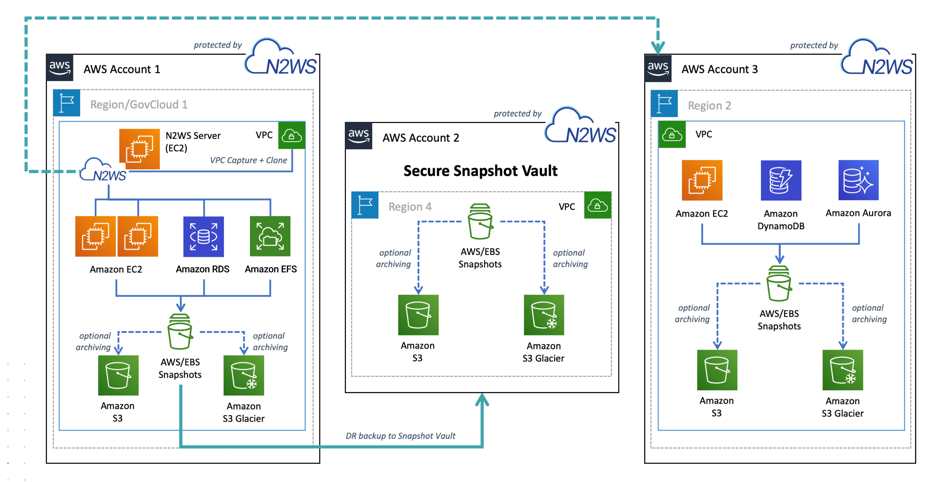 protected by
N2WS
aws
AWS Account 1
Region/GovCloud 1
N2WS Server
(EC2)
VPC
VPC Capture + Clone
N2WS
Amazon EC2
Amazon RDS
Amazon EFS
optional
archiving
optional
archiving
AWS/EBS
Snapshots
Amazon
S3
Amazon
S3 Glacier
DR backup to Snapshot Vault
protected by
N2WS
aws
AWS Account 2
Secure Snapshot Vault
Region 4
VPC
optional
archiving
optional
archiving
AWS/EBS
Snapshots
Amazon
S3
Amazon
S3 Glacier
protected by
N2WS
aws
AWS Account 3
Region 2
VPC
Amazon EC2
Amazon
DynamoDB
Amazon Aurora
optional
archiving
optional
archiving
AWS/EBS
Snapshots
Amazon
S3
Amazon
S3 Glacier